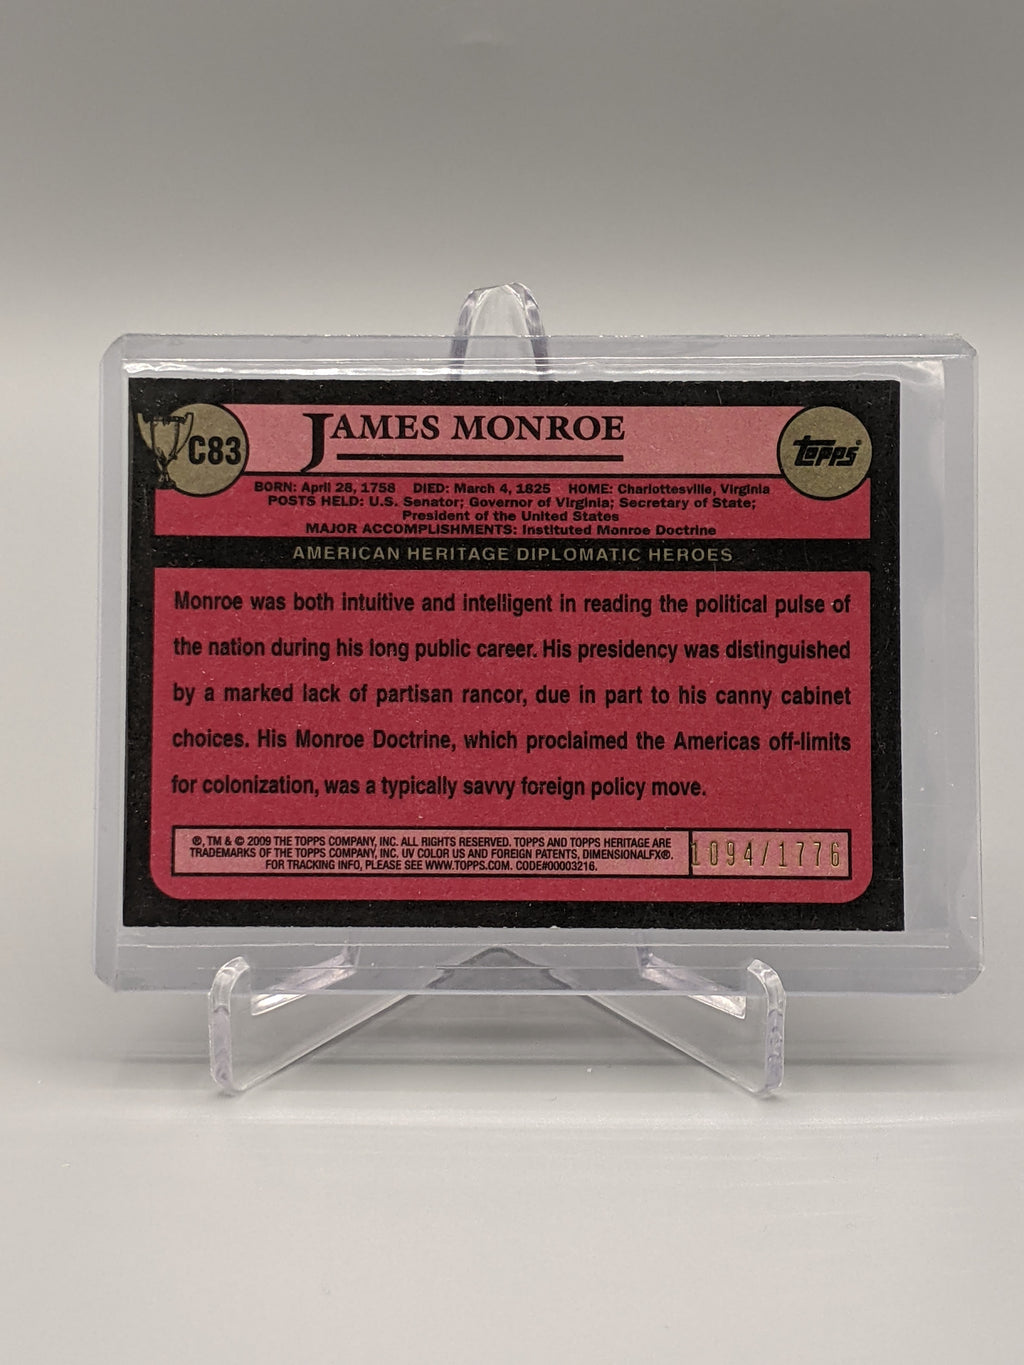 C83
JAMES MONROE
topps®
BORN: April 28, 1758 DIED: March 4, 1825 HOME: Charlottesville, Virginia
POSTS HELD: U.S. Senator; Governor of Virginia; Secretary of State;
President of the United States
MAJOR ACCOMPLISHMENTS: Instituted Monroe Doctrine
AMERICAN HERITAGE DIPLOMATIC HEROES
Monroe was both intuitive and intelligent in reading the political pulse of
the nation during his long public career. His presidency was distinguished
by a marked lack of partisan rancor, due in part to his canny cabinet
choices. His Monroe Doctrine, which proclaimed the Americas off-limits
for colonization, was a typically savvy foreign policy move.
®, TM & © 2009 THE TOPPS COMPANY, INC. ALL RIGHTS RESERVED. TOPPS AND TOPPS HERITAGE ARE
TRADEMARKS OF THE TOPPS COMPANY, INC. UV COLOR US AND FOREIGN PATENTS, DIMENSIONALFX®.
FOR TRACKING INFO, PLEASE SEE WWW.TOPPS.COM. CODE#00003216.
1094/1776